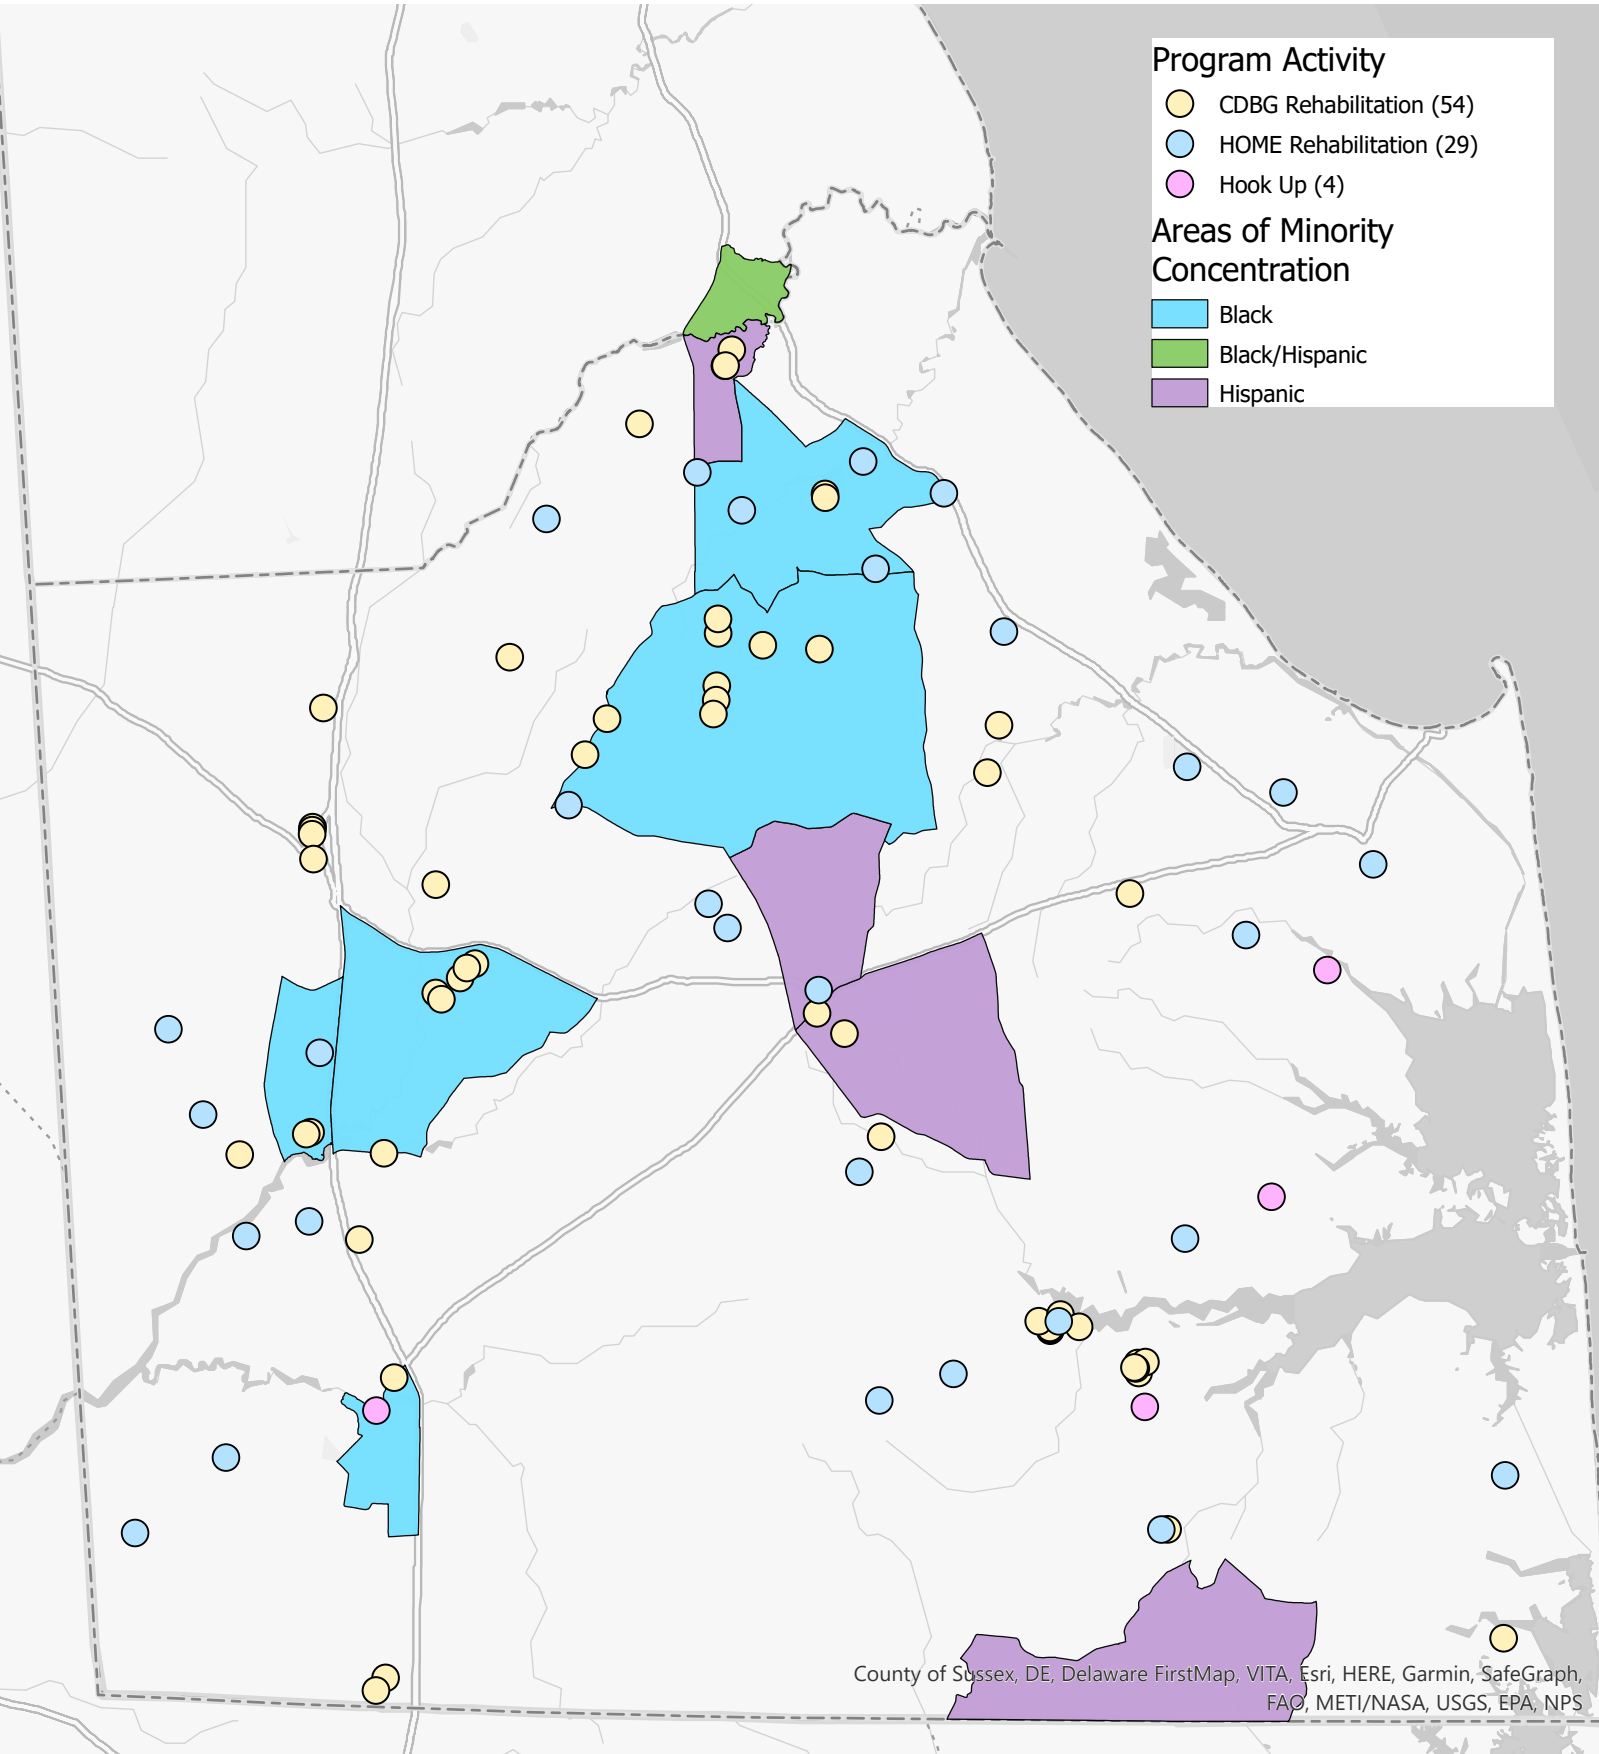 Program Activity
CDBG Rehabilitation (54)
HOME Rehabilitation (29)
Hook Up (4)
Areas of Minority
Concentration
Black
Black/Hispanic
Hispanic
County of Sussex, DE, Delaware FirstMap, VITA, Esri, HERE, Garmin, SafeGraph,
FAO, METI/NASA, USGS, EPA, NPS